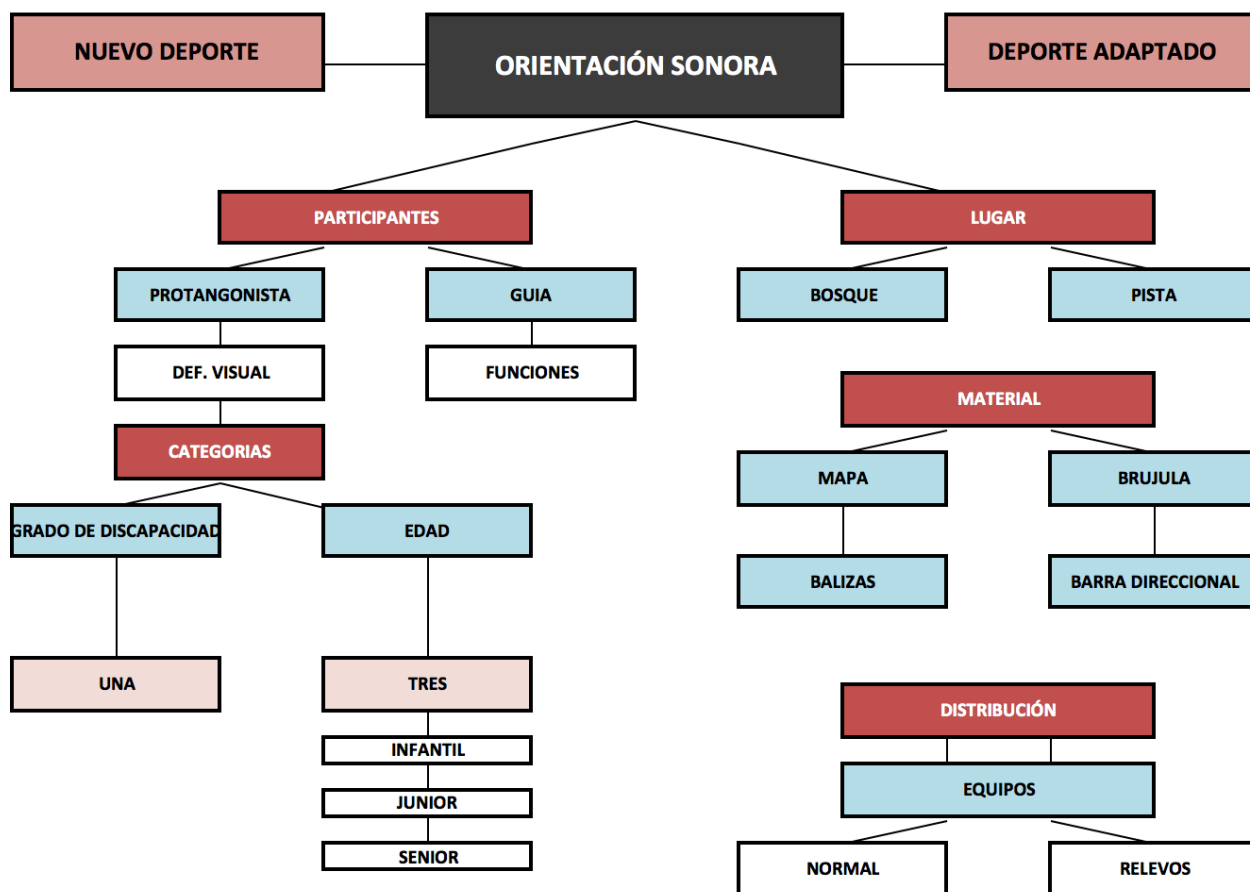 NUEVO DEPORTE
ORIENTACIÓN SONORA
DEPORTE ADAPTADO
PARTICIPANTES
LUGAR
PROTANGONISTA
GUIA
BOSQUE
PISTA
DEF. VISUAL
FUNCIONES
MATERIAL
CATEGORIAS
MAPA
BRUJULA
GRADO DE DISCAPACIDAD
EDAD
BALIZAS
BARRA DIRECCIONAL
UNA
TRES
DISTRIBUCIÓN
INFANTIL
EQUIPOS
JUNIOR
SENIOR
NORMAL
RELEVOS